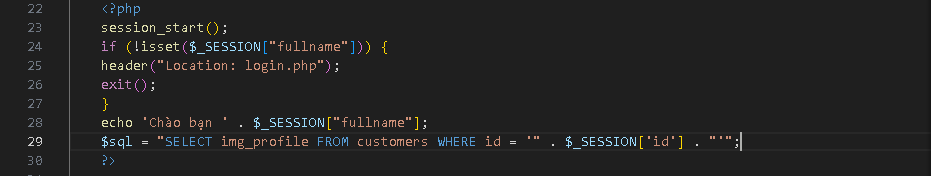 22 <?php
23 session_start();
24 if (!isset($_SESSION["fullname"])) {
25 header("Location: login.php");
26 exit();
27 }
28 echo 'Chào bạn ' . $_SESSION["fullname"];
29 $sql = "SELECT img_profile FROM customers WHERE id = '" . $_SESSION['id'] . "'";
30 ?>